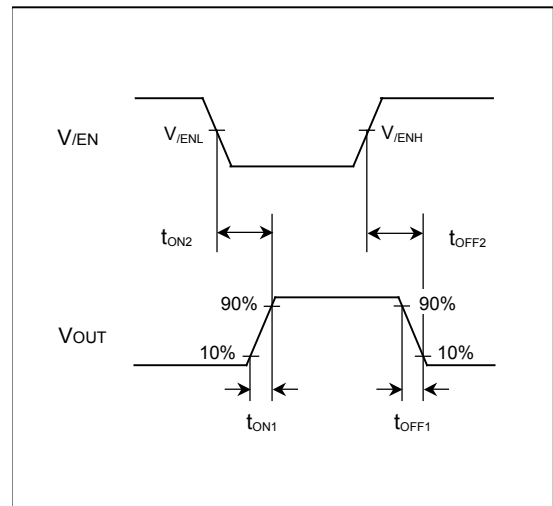 V/EN
V/ENL
V/ENH
tON2
tOFF2
VOUT
90%
90%
10%
10%
tON1
tOFF1